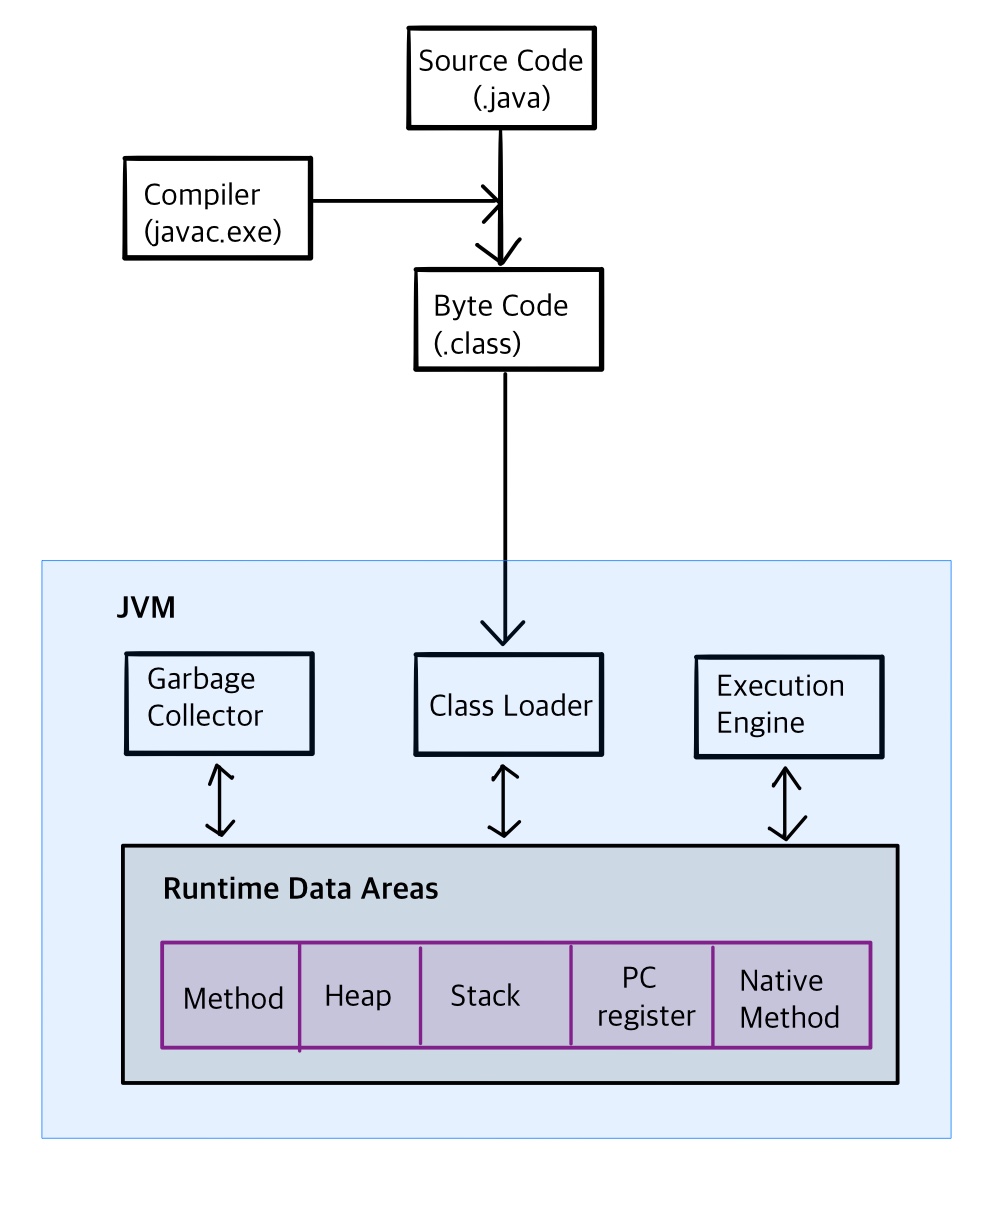 Source Code
(.java)
Compiler
(javac.exe)
Byte Code
(.class)
JVM
Garbage
Collector
Class Loader
Execution
Engine
Runtime Data Areas
Method
Heap
Stack
PC
register
Native
Method